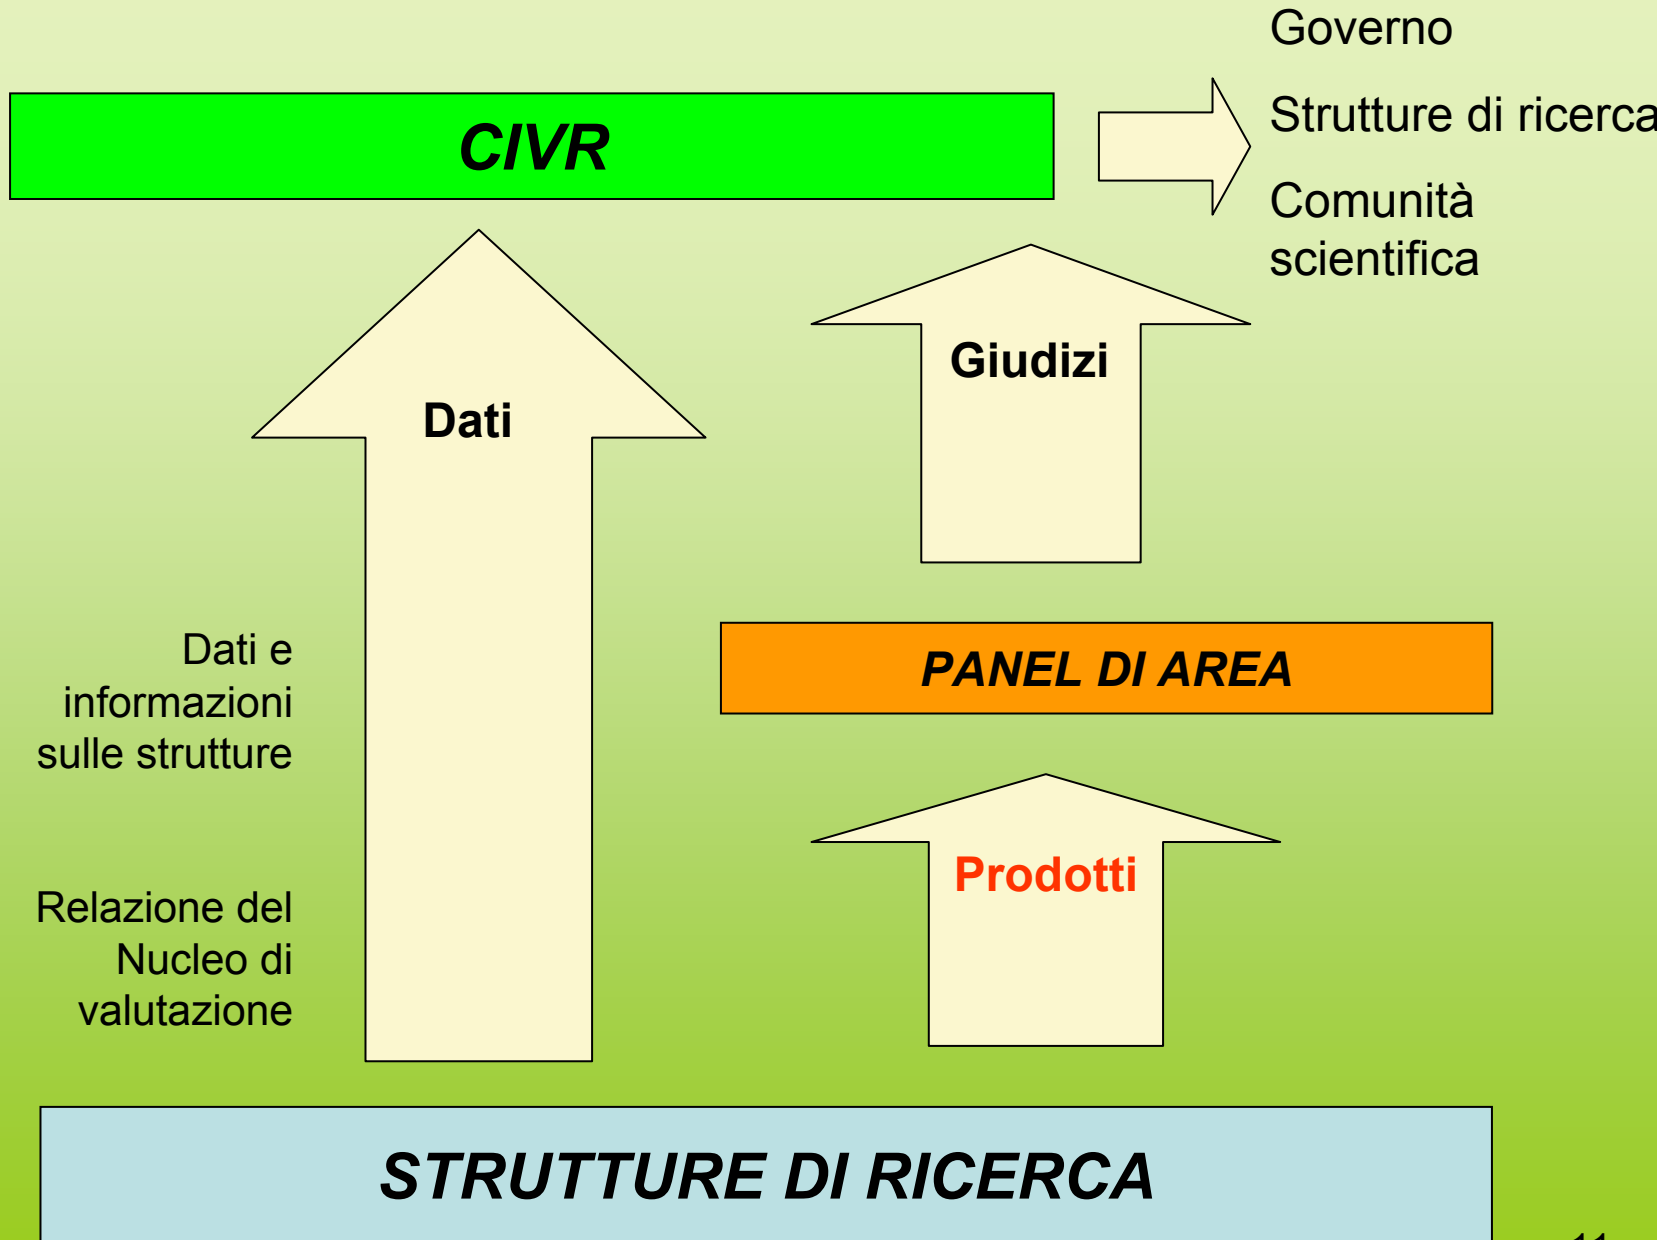 Governo
Strutture di ricerca
Comunità
scientifica
CIVR
Giudizi
Dati
Dati e
informazioni
sulle strutture
PANEL DI AREA
Prodotti
Relazione del
Nucleo di
valutazione
STRUTTURE DI RICERCA